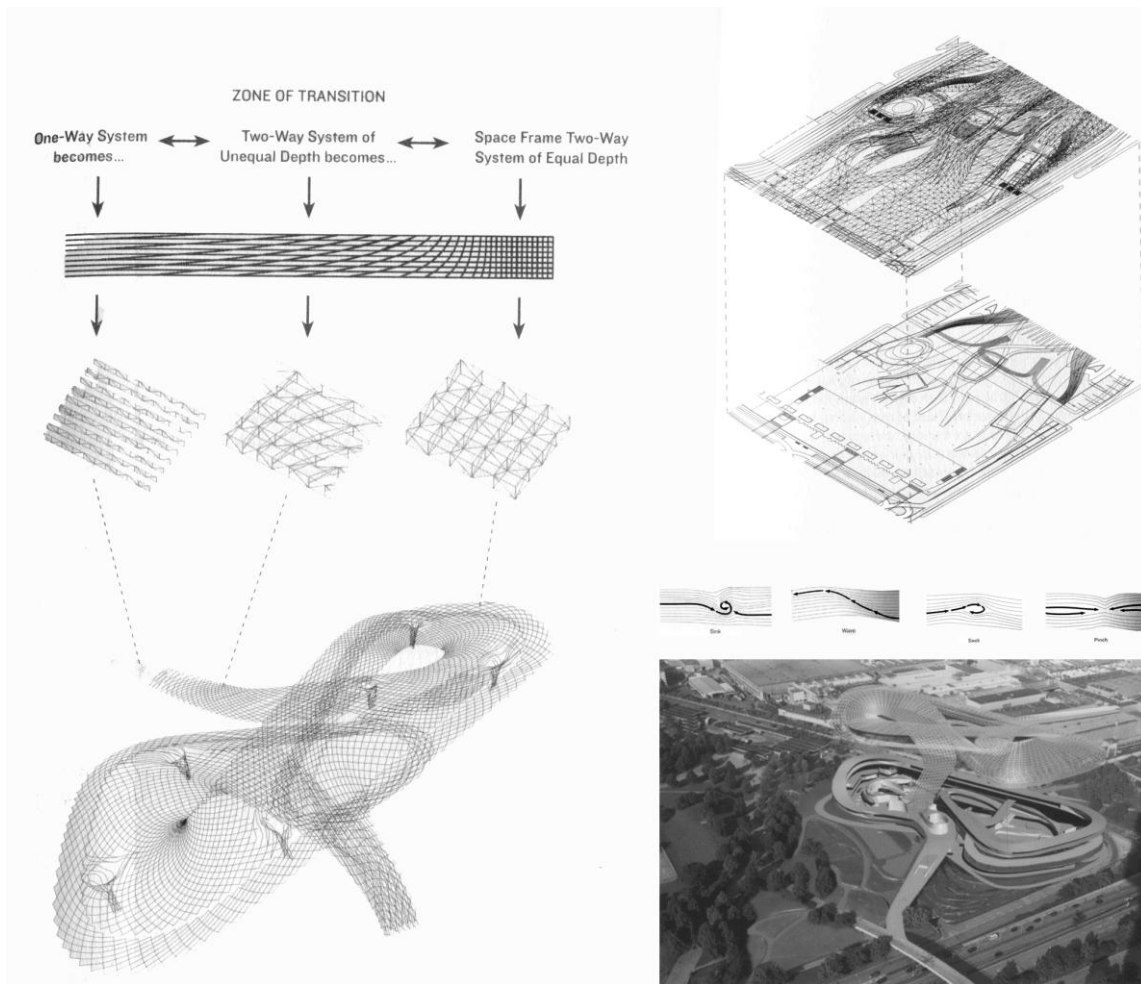 ZONE OF TRANSITION
One-Way System
becomes...
Two-Way System of
Unequal Depth becomes...
Space Frame Two-Way
System of Equal Depth
Sink
Wave
Swirl
Pinch